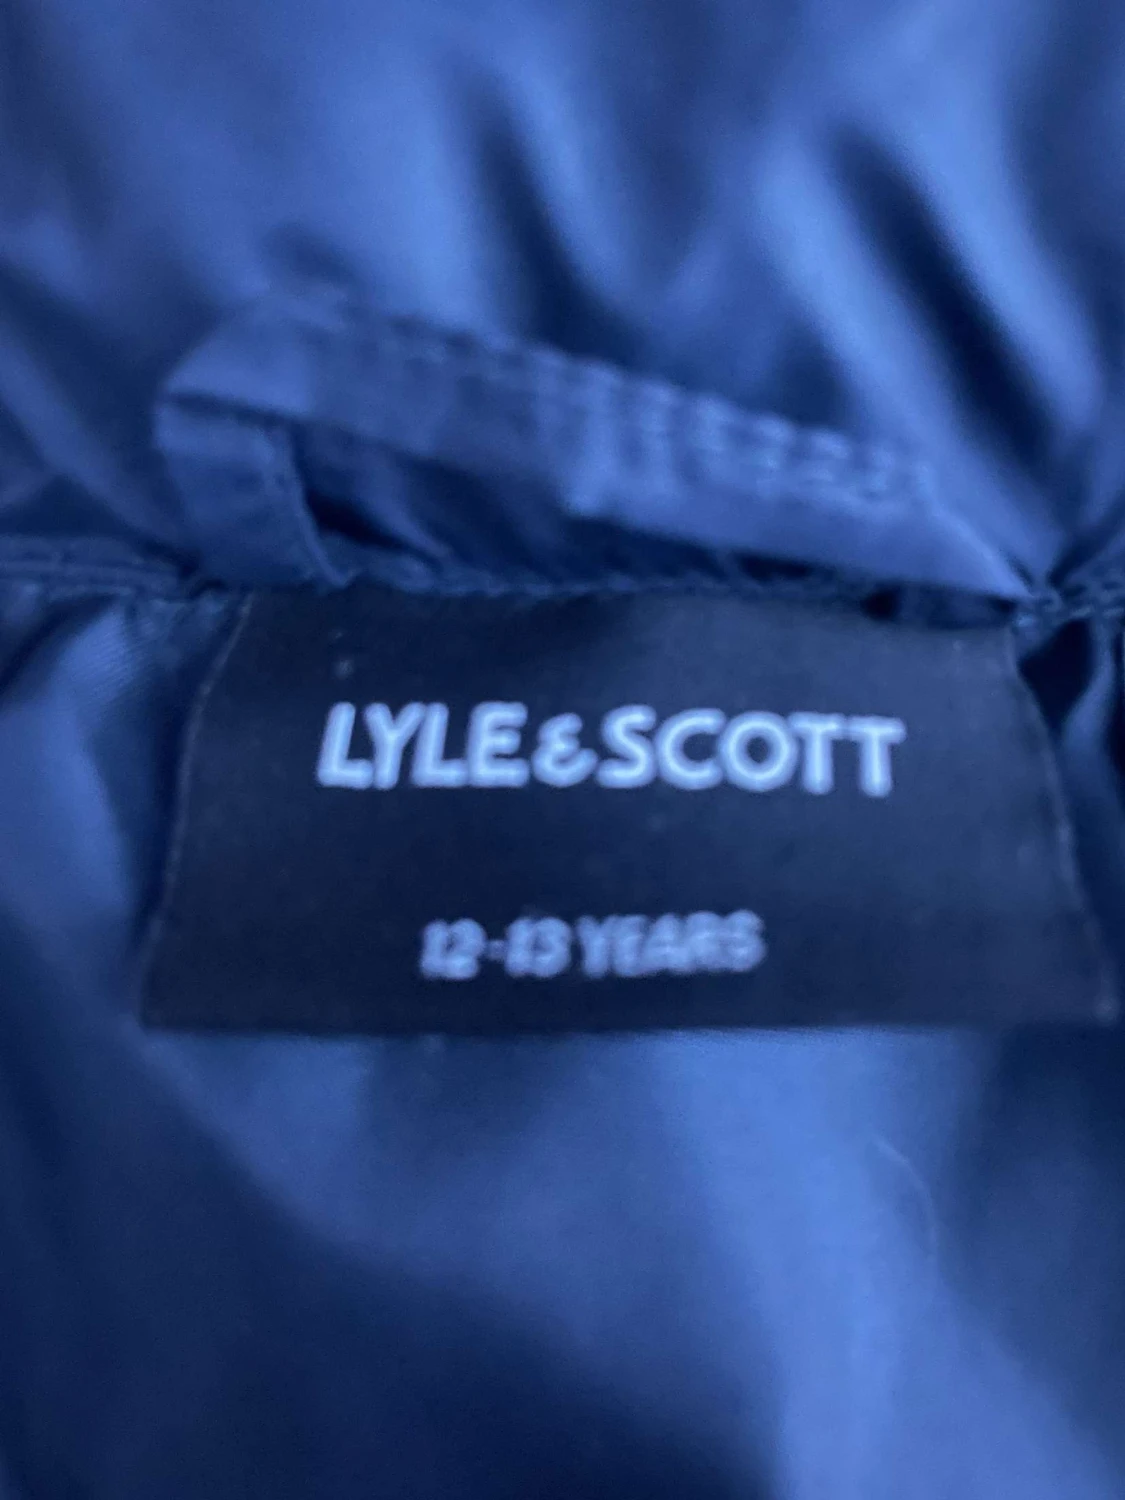 LYLE & SCOTT
12-13 YEARS